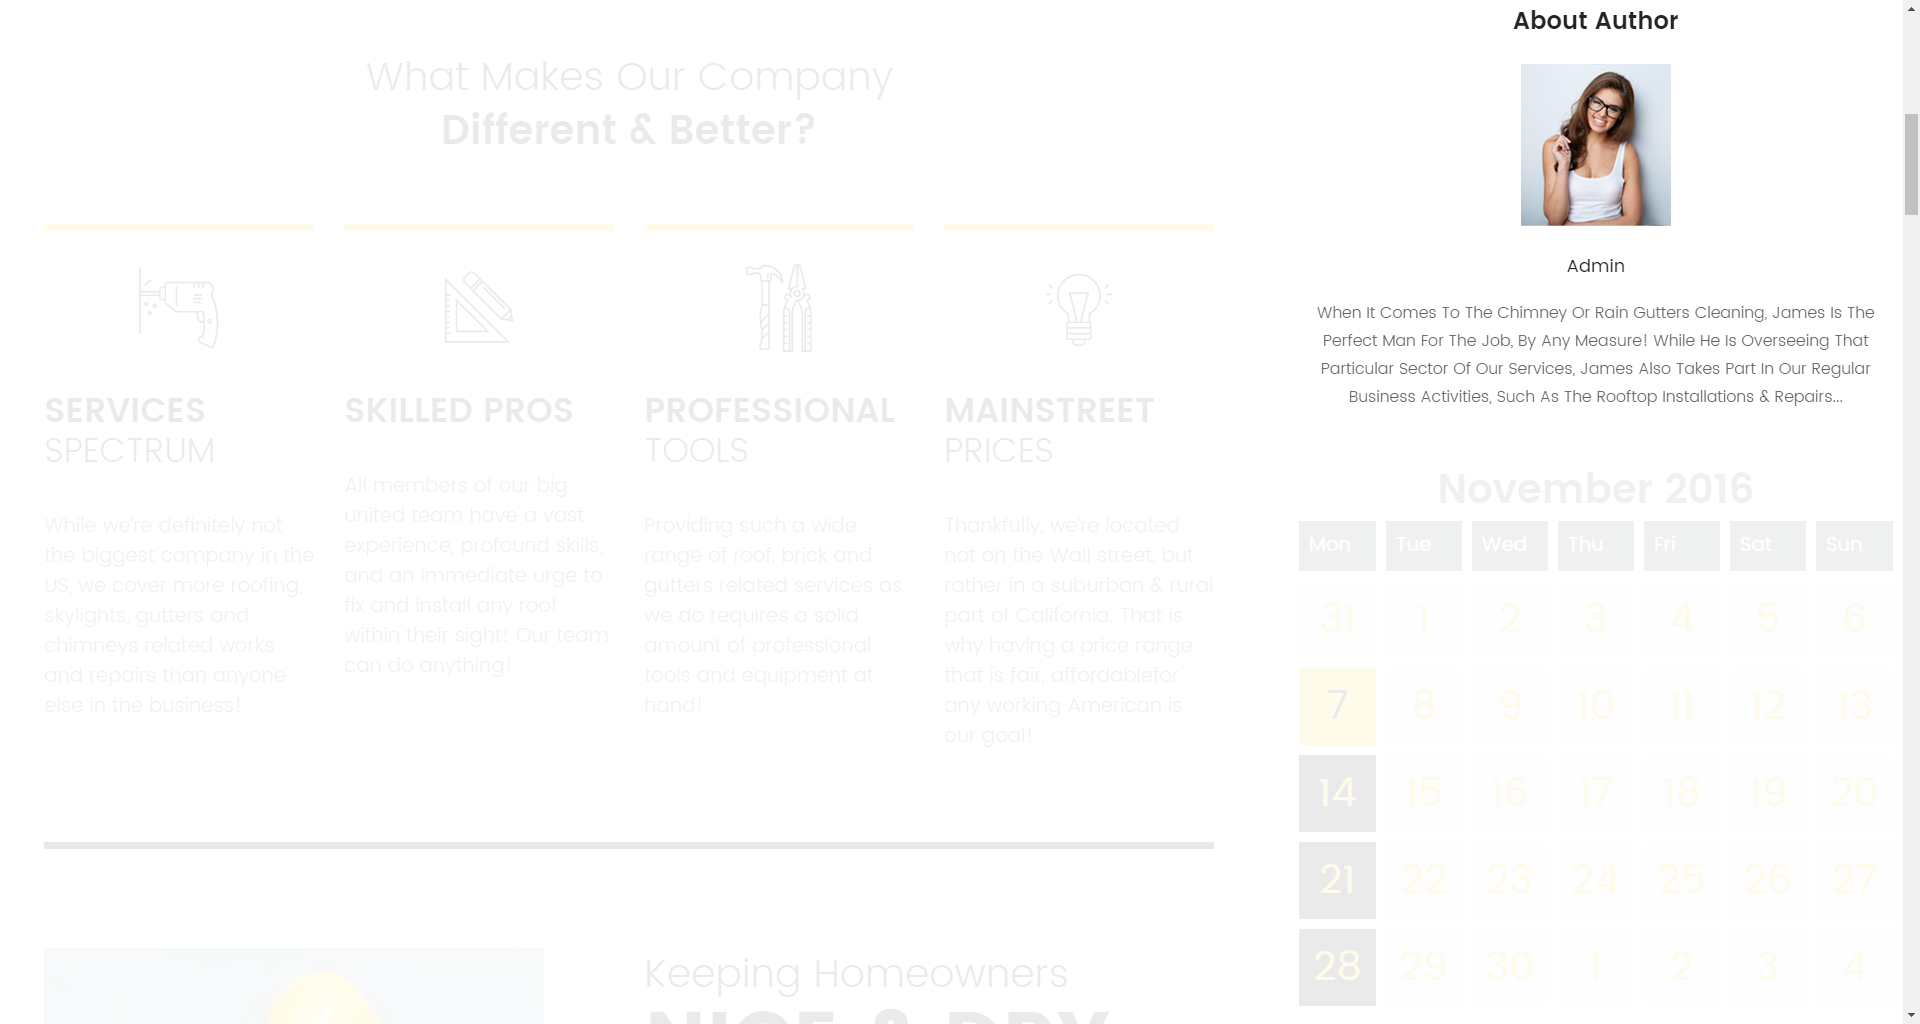 What Makes Our Company
Different & Better?
SERVICES
SPECTRUM
While we're definitely not
the biggest company in the
US, we cover more roofing,
skylights, gutters and
chimneys related works
and repairs than anyone
else in the business!
SKILLED PROS
All members of our big
united team have a vast
experience, profound skills,
and an immediate urge to
fix and install any roof
within their sight! Our team
can do anything!
PROFESSIONAL
TOOLS
Providing such a wide
range of roof, brick and
gutters related services as
we do requires a solid
amount of professional
tools and equipment at
hand!
MAINSTREET
PRICES
Thankfully, we're located
not on the Wall street, but
rather in a suburban & rural
part of California. That is
why having a price range
that is fair, affordablefor
any working American is
our goal!
Keeping Homeowners
NICE & DRY
About Author
Admin
When It Comes To The Chimney Or Rain Gutters Cleaning, James Is The
Perfect Man For The Job, By Any Measure! While He Is Overseeing That
Particular Sector Of Our Services, James Also Takes Part In Our Regular
Business Activities, Such As The Rooftop Installations & Repairs...
November 2016
Mon Tue Wed Thu Fri Sat Sun
31 1 2 3 4 5 6
7 8 9 10 11 12 13
14 15 16 17 18 19 20
21 22 23 24 25 26 27
28 29 30 1 2 3 4